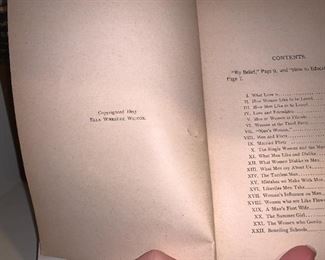 Copyrighted 1895
ELLA WHEELER WILCOX.
CONTENTS.
"My Belief," Page 9, and "How to Educate
Page 7.
I. What Love is
II. How Women Like to be Loved
III. How Men Like to be Loved
IV. Love and Friendship
V. Men or Women as Friends
VI. Women as the Third Party
VII. "Man's Woman,"
VIII. Men and Flirty
IX. Married Flirts
X. The Single Woman and the
XI. What Men Like and Dislike
XII. What Women Dislike in Men
XIII. What Men say About Us
XIV. The Tactless Man
XV. Mistakes we Make With Men
XVI. Likewise Men Take
XVII. Women's Influence on Men
XVIII. Women who are Like Flowers
XIX. A Man's First Wife
XX. The Summer Girl
XXI. The Women who Gossip
XXII. Boarding Schools